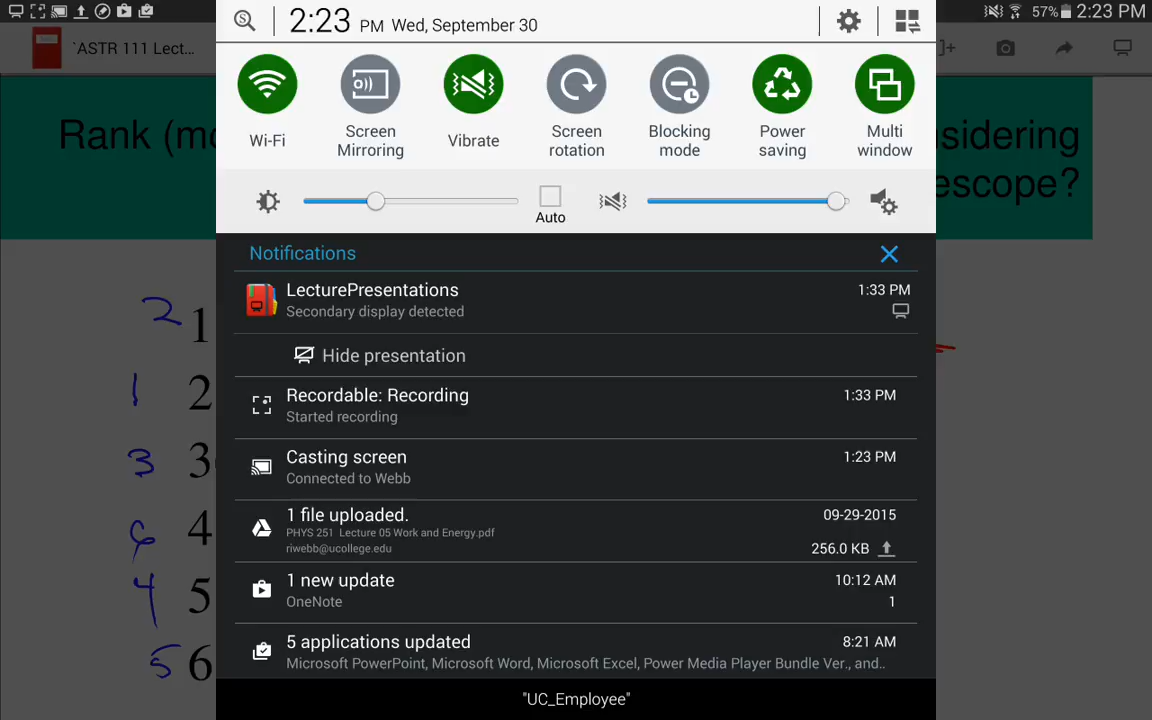 2:23 PM Wed, September 30
57% 2:23 PM
`ASTR 111 Lect...
Wi-Fi
Screen Mirroring
Vibrate
Screen rotation
Blocking mode
Power saving
Multi window
Auto
Rank (mo
nsidering
escope?
Notifications
LecturePresentations 1:33 PM
Secondary display detected
Hide presentation
Recordable: Recording 1:33 PM
Started recording
Casting screen 1:23 PM
Connected to Webb
1 file uploaded. 09-29-2015
PHYS 251 Lecture 05 Work and Energy.pdf
riwebb@ucollege.edu 256.0 KB
1 new update 10:12 AM
OneNote 1
5 applications updated 8:21 AM
Microsoft PowerPoint, Microsoft Word, Microsoft Excel, Power Media Player Bundle Ver., and..
"UC_Employee"
2 1
1 2
3 3
6 4
4 5
5 6